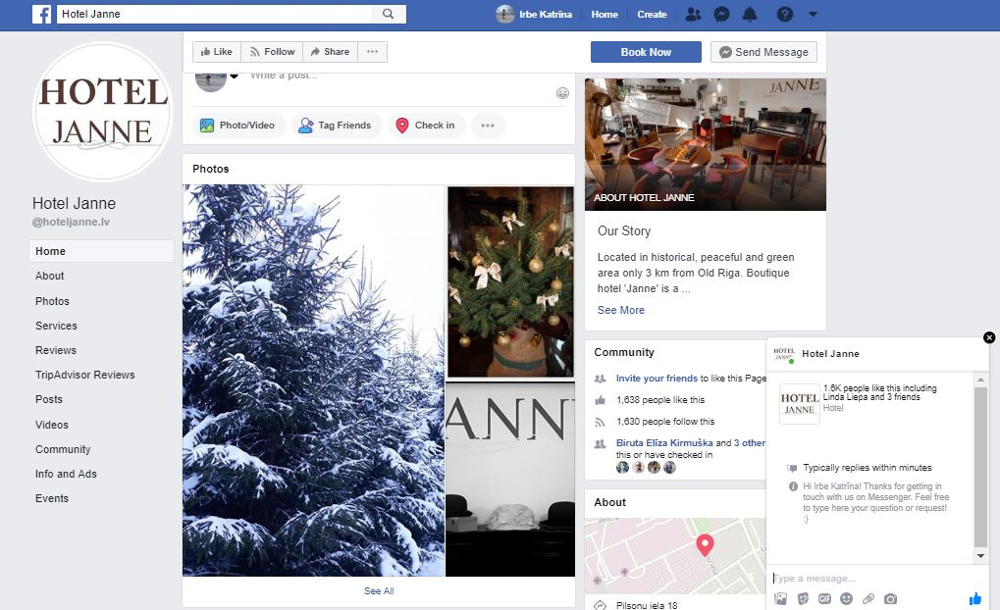 Hotel Janne
Irbe Katrīna
Home
Create
HOTEL
JANNE
Hotel Janne
@hoteljanne.lv
Home
About
Photos
Services
Reviews
TripAdvisor Reviews
Posts
Videos
Community
Info and Ads
Events
Like
Follow
Share
Book Now
Send Message
Write a post...
Photo/Video
Tag Friends
Check in
Photos
ANN
See All
JANNE
ABOUT HOTEL JANNE
Our Story
Located in historical, peaceful and green
area only 3 km from Old Riga. Boutique
hotel 'Janne' is a ...
See More
Community
Invite your friends to like this Page
1,638 people like this
1,630 people follow this
Biruta Elīza Kirmuška and 3 other
this or have checked in
About
Pilsoņu iela 18
HOTEL
JANNE
Hotel Janne
HOTEL
JANNE
1.6K people like this including
Linda Liepa and 3 friends
Hotel
Typically replies within minutes
Hi Irbe Katrīna! Thanks for getting in
touch with us on Messenger. Feel free
to type here your question or request!
:)
Type a message...
GIF